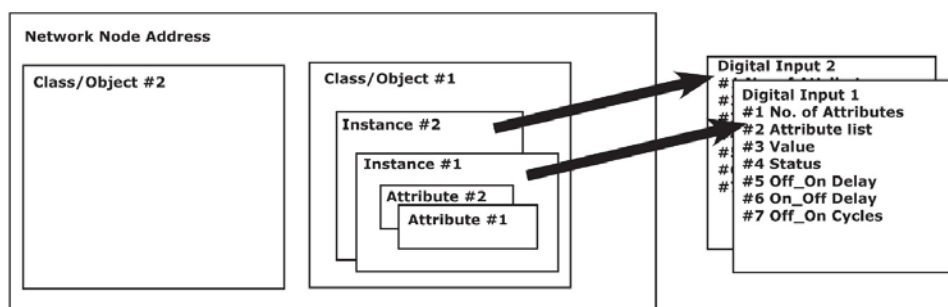 Network Node Address
Class/Object #2
Class/Object #1
Instance #2
Instance #1
Attribute #2
Attribute #1
Digital Input 2
Digital Input 1
#1 No. of Attributes
#2 Attribute list
#3 Value
#4 Status
#5 Off_On Delay
#6 On_Off Delay
#7 Off_On Cycles